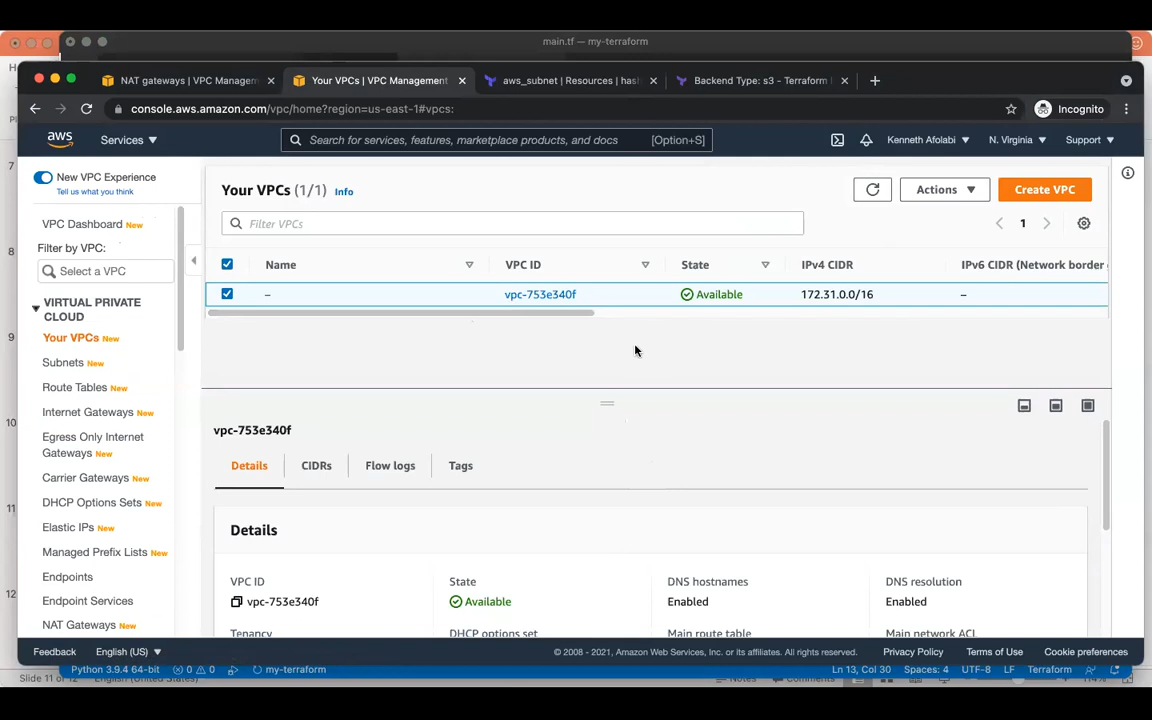 main.tf — my-terraform
NAT gateways | VPC Managem
Your VPCs | VPC Management
aws_subnet | Resources | hash
Backend Type: s3 - Terraform
console.aws.amazon.com/vpc/home?region=us-east-1#vpcs:
Incognito
aws
Services
Search for services, features, marketplace products, and docs
[Option+S]
Kenneth Afolabi
N. Virginia
Support
New VPC Experience
Tell us what you think
VPC Dashboard New
Filter by VPC:
Select a VPC
VIRTUAL PRIVATE
CLOUD
Your VPCs New
Subnets New
Route Tables New
Internet Gateways New
Egress Only Internet
Gateways New
Carrier Gateways New
DHCP Options Sets New
Elastic IPs New
Managed Prefix Lists New
Endpoints
Endpoint Services
NAT Gateways New
Your VPCs (1/1) Info
Actions
Create VPC
Filter VPCs
1
Name
VPC ID
State
IPv4 CIDR
IPv6 CIDR (Network border
–
vpc-753e340f
Available
172.31.0.0/16
–
vpc-753e340f
Details
CIDRs
Flow logs
Tags
Details
VPC ID
vpc-753e340f
State
Available
DNS hostnames
Enabled
DNS resolution
Enabled
Tenancy
DHCP options set
Main route table
Main network ACL
Feedback
English (US)
© 2008 - 2021, Amazon Web Services, Inc. or its affiliates. All rights reserved.
Privacy Policy
Terms of Use
Cookie preferences
Python 3.9.4 64-bit
0
0
my-terraform
Ln 13, Col 30
Spaces: 4
UTF-8
LF
Terraform
7
8
9
10
11
12